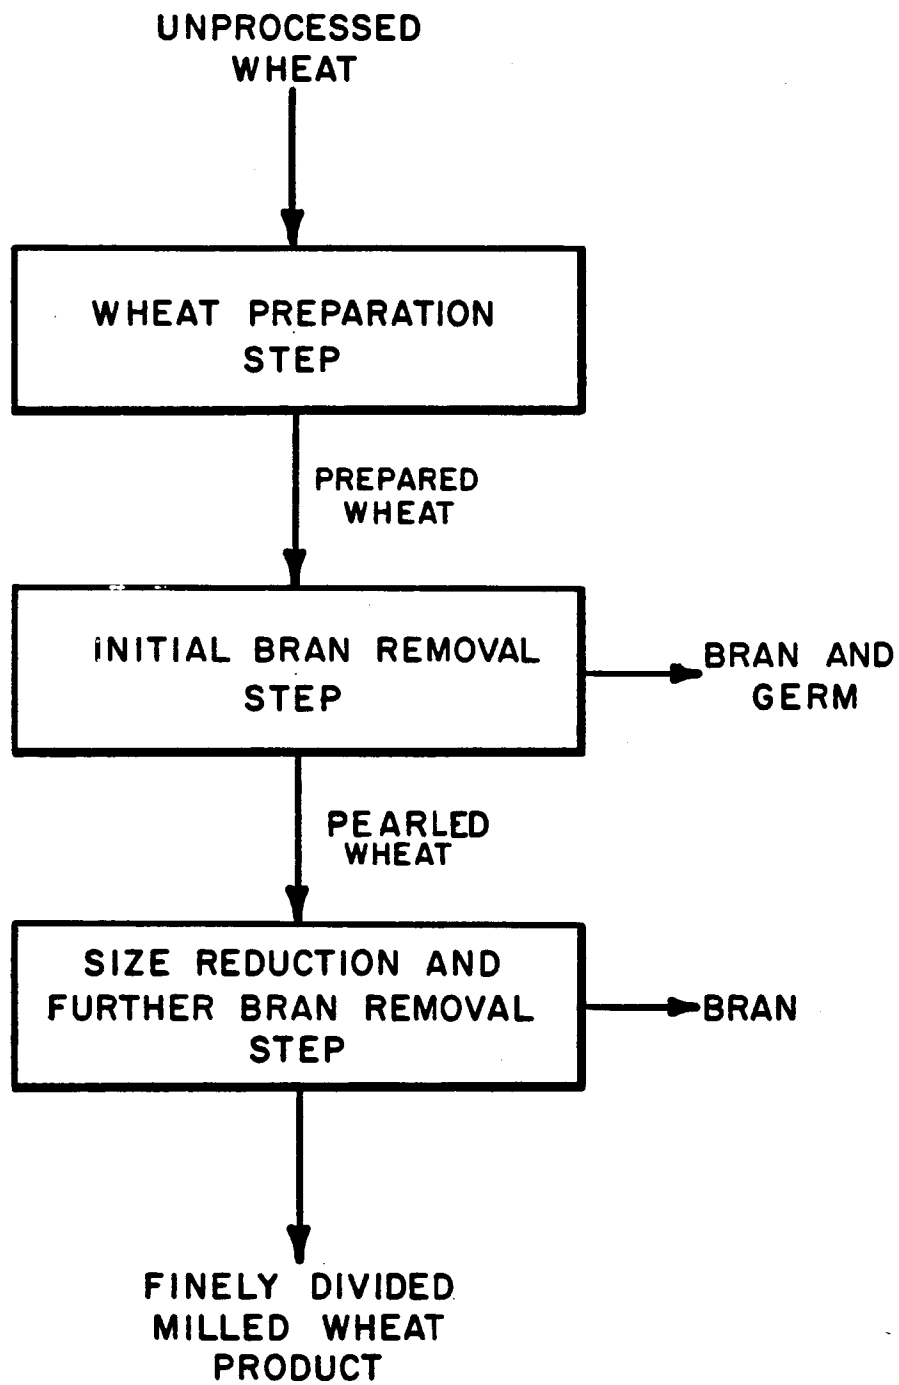 UNPROCESSED
WHEAT
WHEAT PREPARATION
STEP
PREPARED
WHEAT
INITIAL BRAN REMOVAL
STEP
BRAN AND
GERM
PEARLED
WHEAT
SIZE REDUCTION AND
FURTHER BRAN REMOVAL
STEP
BRAN
FINELY DIVIDED
MILLED WHEAT
PRODUCT